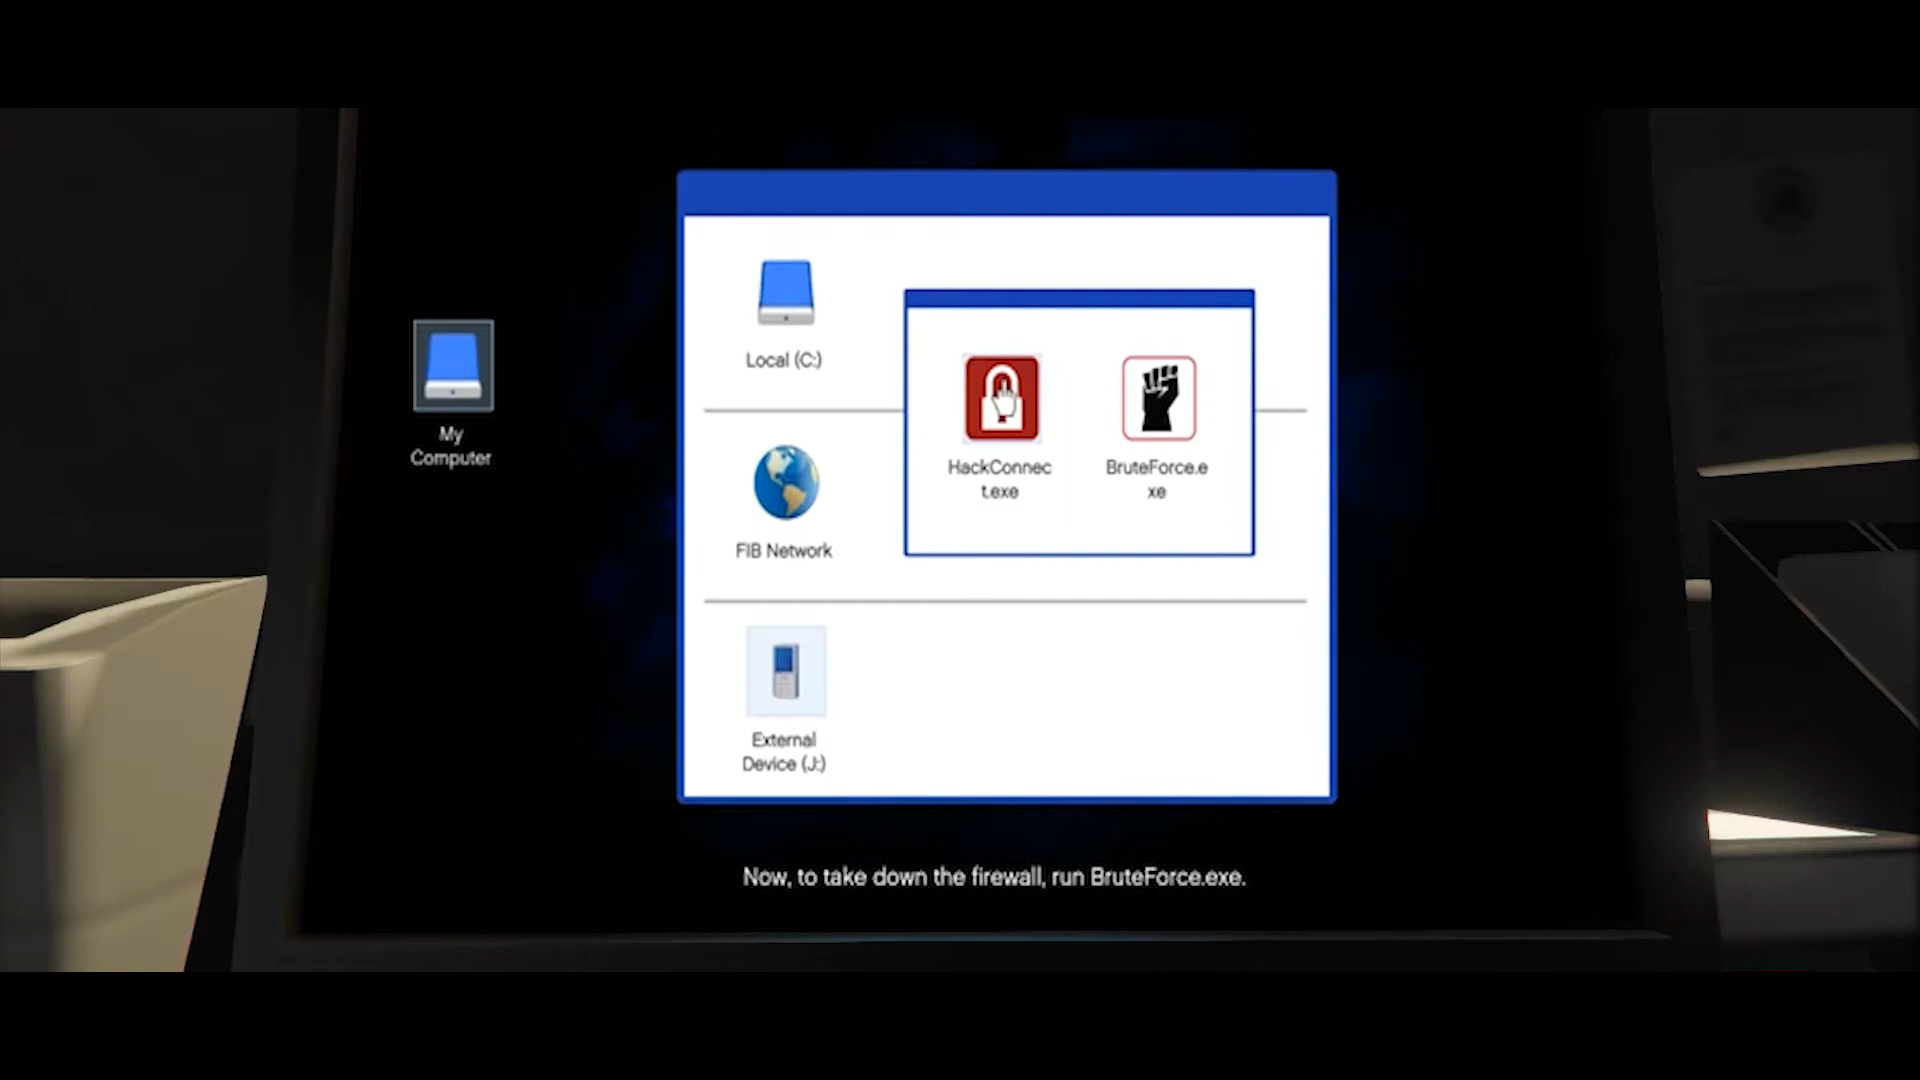 Local (C:)
My
Computer
HackConnec
t.exe
BruteForce.e
xe
FIB Network
External
Device (J:)
Now, to take down the firewall, run BruteForce.exe.